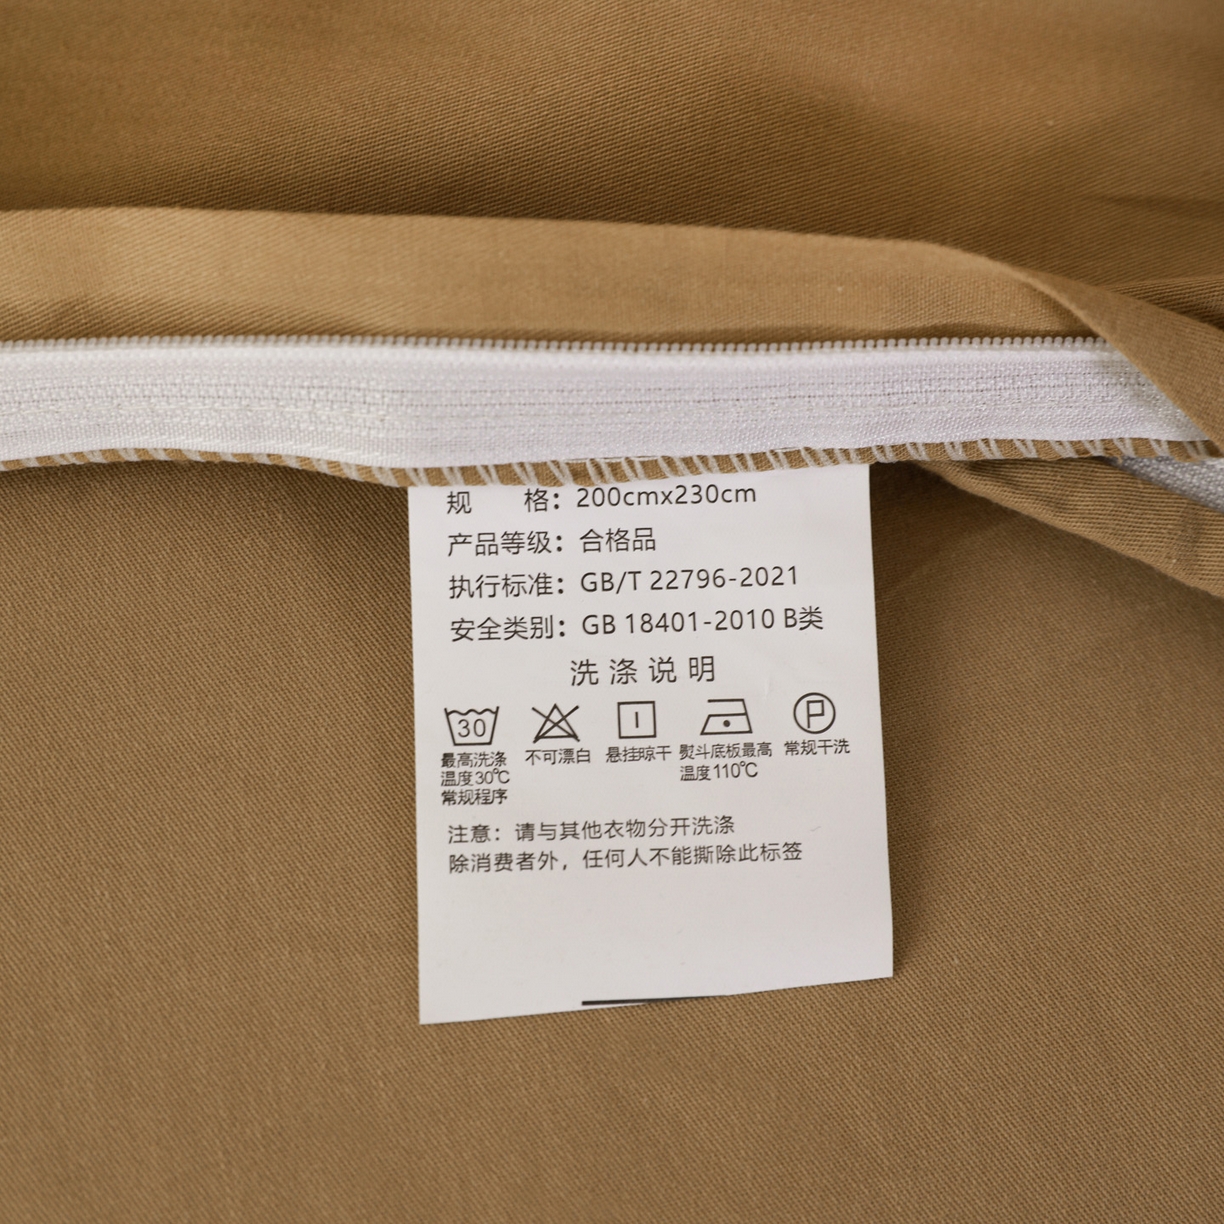 规 格：200cmx230cm
产品等级：合格品
执行标准：GB/T 22796-2021
安全类别：GB 18401-2010 B类
洗涤说明
30
P
最高洗涤
温度30℃
常规程序
不可漂白
悬挂晾干
熨斗底板最高
温度110℃
常规干洗
注意：请与其他衣物分开洗涤
除消费者外，任何人不能撕除此标签